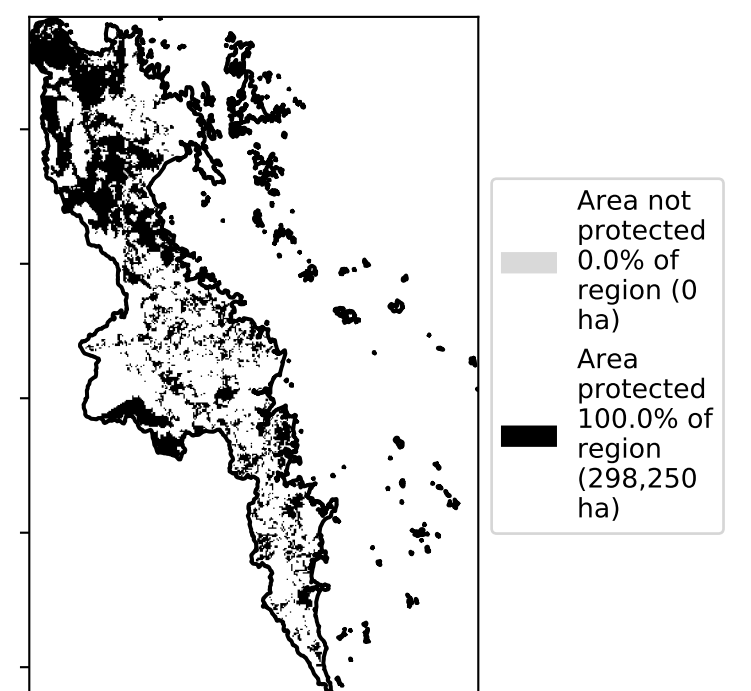 Area not
protected
0.0% of
region (0
ha)
Area
protected
100.0% of
region
(298,250
ha)